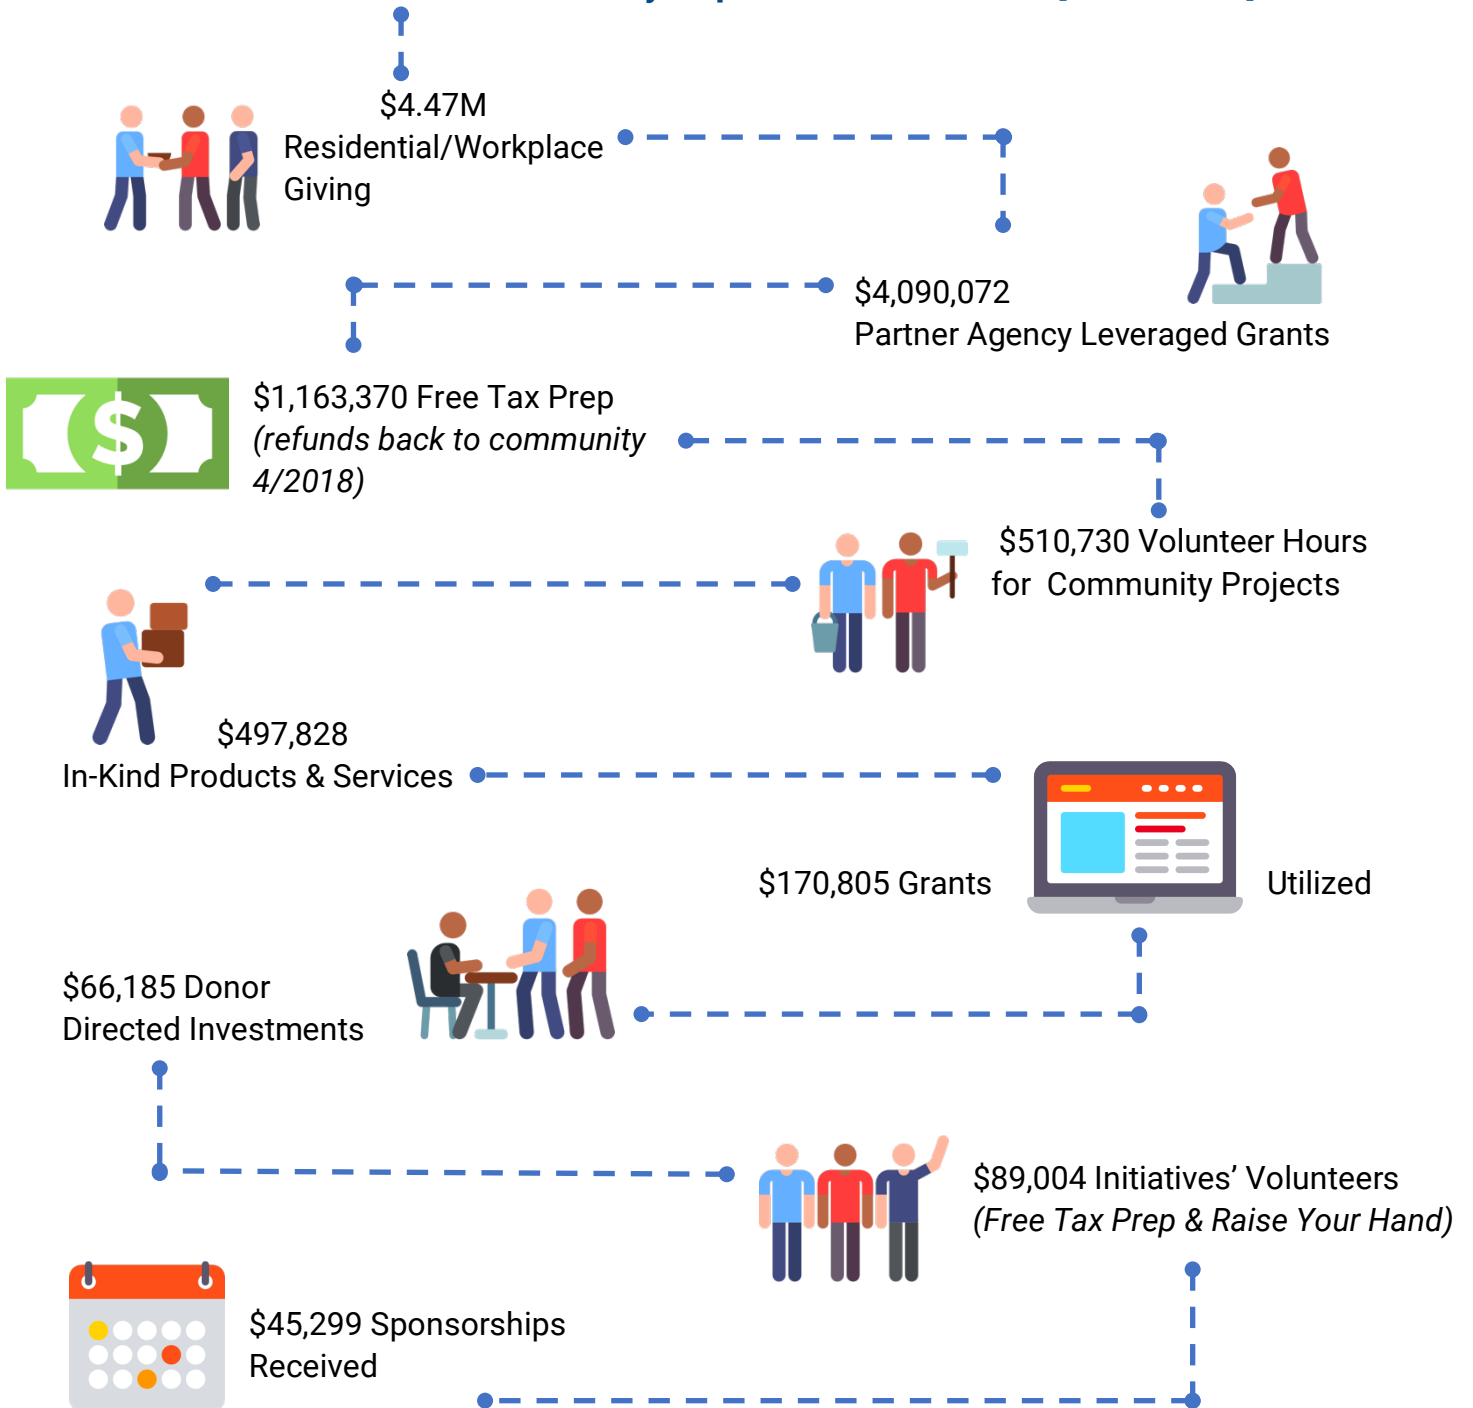 $4.47M
Residential/Workplace
Giving
$4,090,072
Partner Agency Leveraged Grants
$1,163,370 Free Tax Prep
(refunds back to community
4/2018)
$510,730 Volunteer Hours
for  Community Projects
$497,828
In-Kind Products & Services
$170,805 Grants Utilized
$66,185 Donor
Directed Investments
$89,004 Initiatives’ Volunteers
(Free Tax Prep & Raise Your Hand)
$45,299 Sponsorships
Received